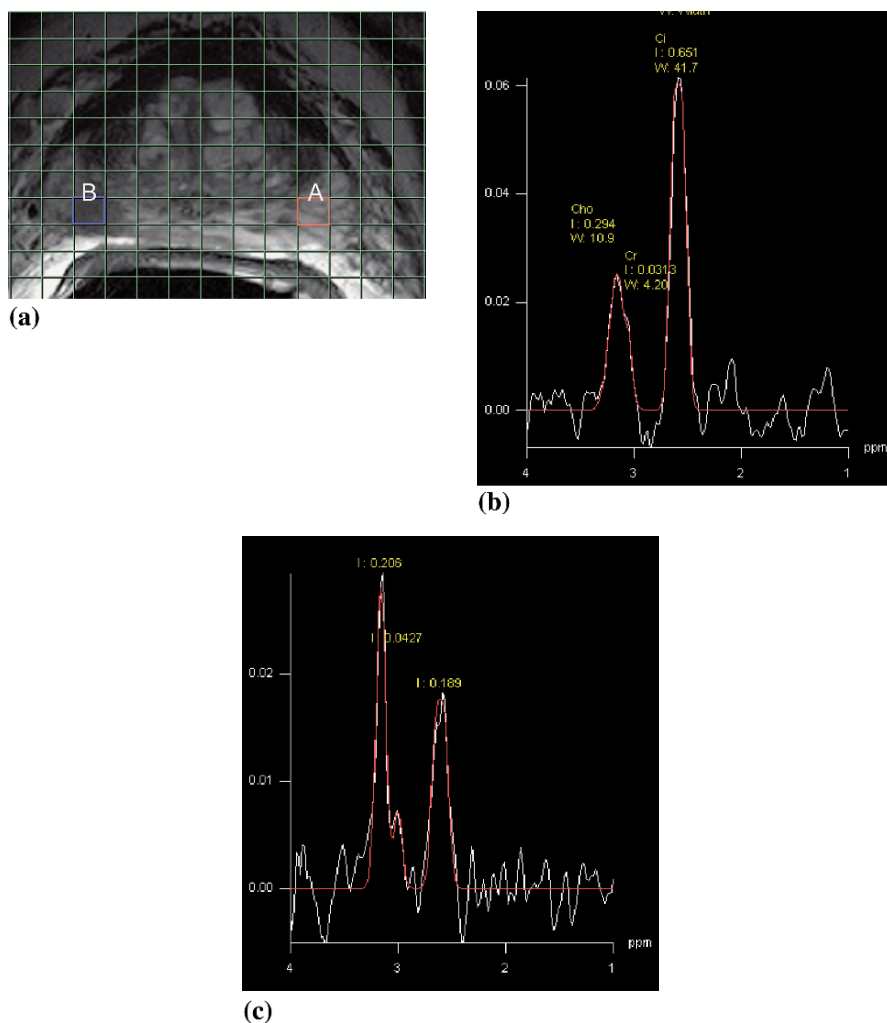 B A
(a)
W: Width
Ci
I : 0.651
W: 41.7
0.06
0.04
Cho
I : 0.294
W: 10.9
Cr
I : 0.0313
W: 4.20
0.02
0.00
ppm
4 3 2 1
(b)
I : 0.206
I : 0.0427
I : 0.189
0.02
0.01
0.00
ppm
4 3 2 1
(c)